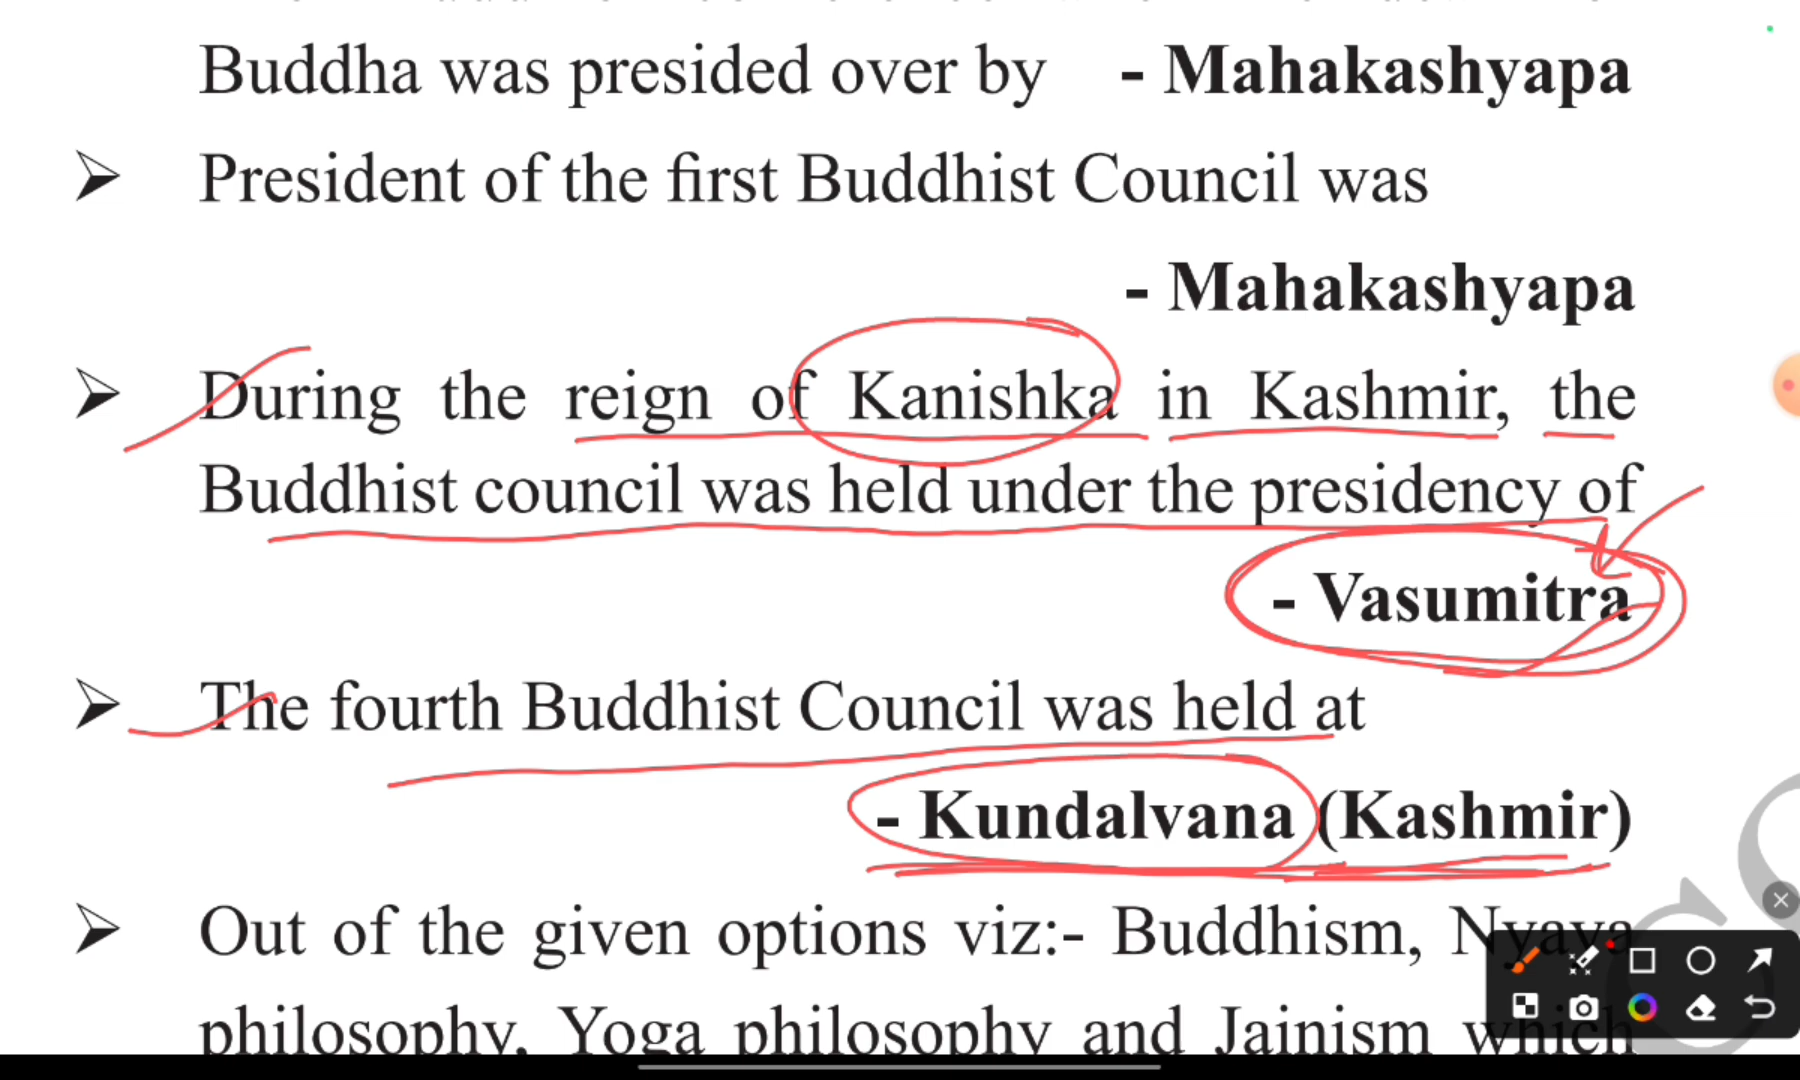 Buddha was presided over by - Mahakashyapa
➢ President of the first Buddhist Council was
- Mahakashyapa
➢ During the reign of Kanishka in Kashmir, the
Buddhist council was held under the presidency of
- Vasumitra
➢ The fourth Buddhist Council was held at
- Kundalvana (Kashmir)
➢ Out of the given options viz:- Buddhism, Nyaya
philosophy, Yoga philosophy and Jainism which